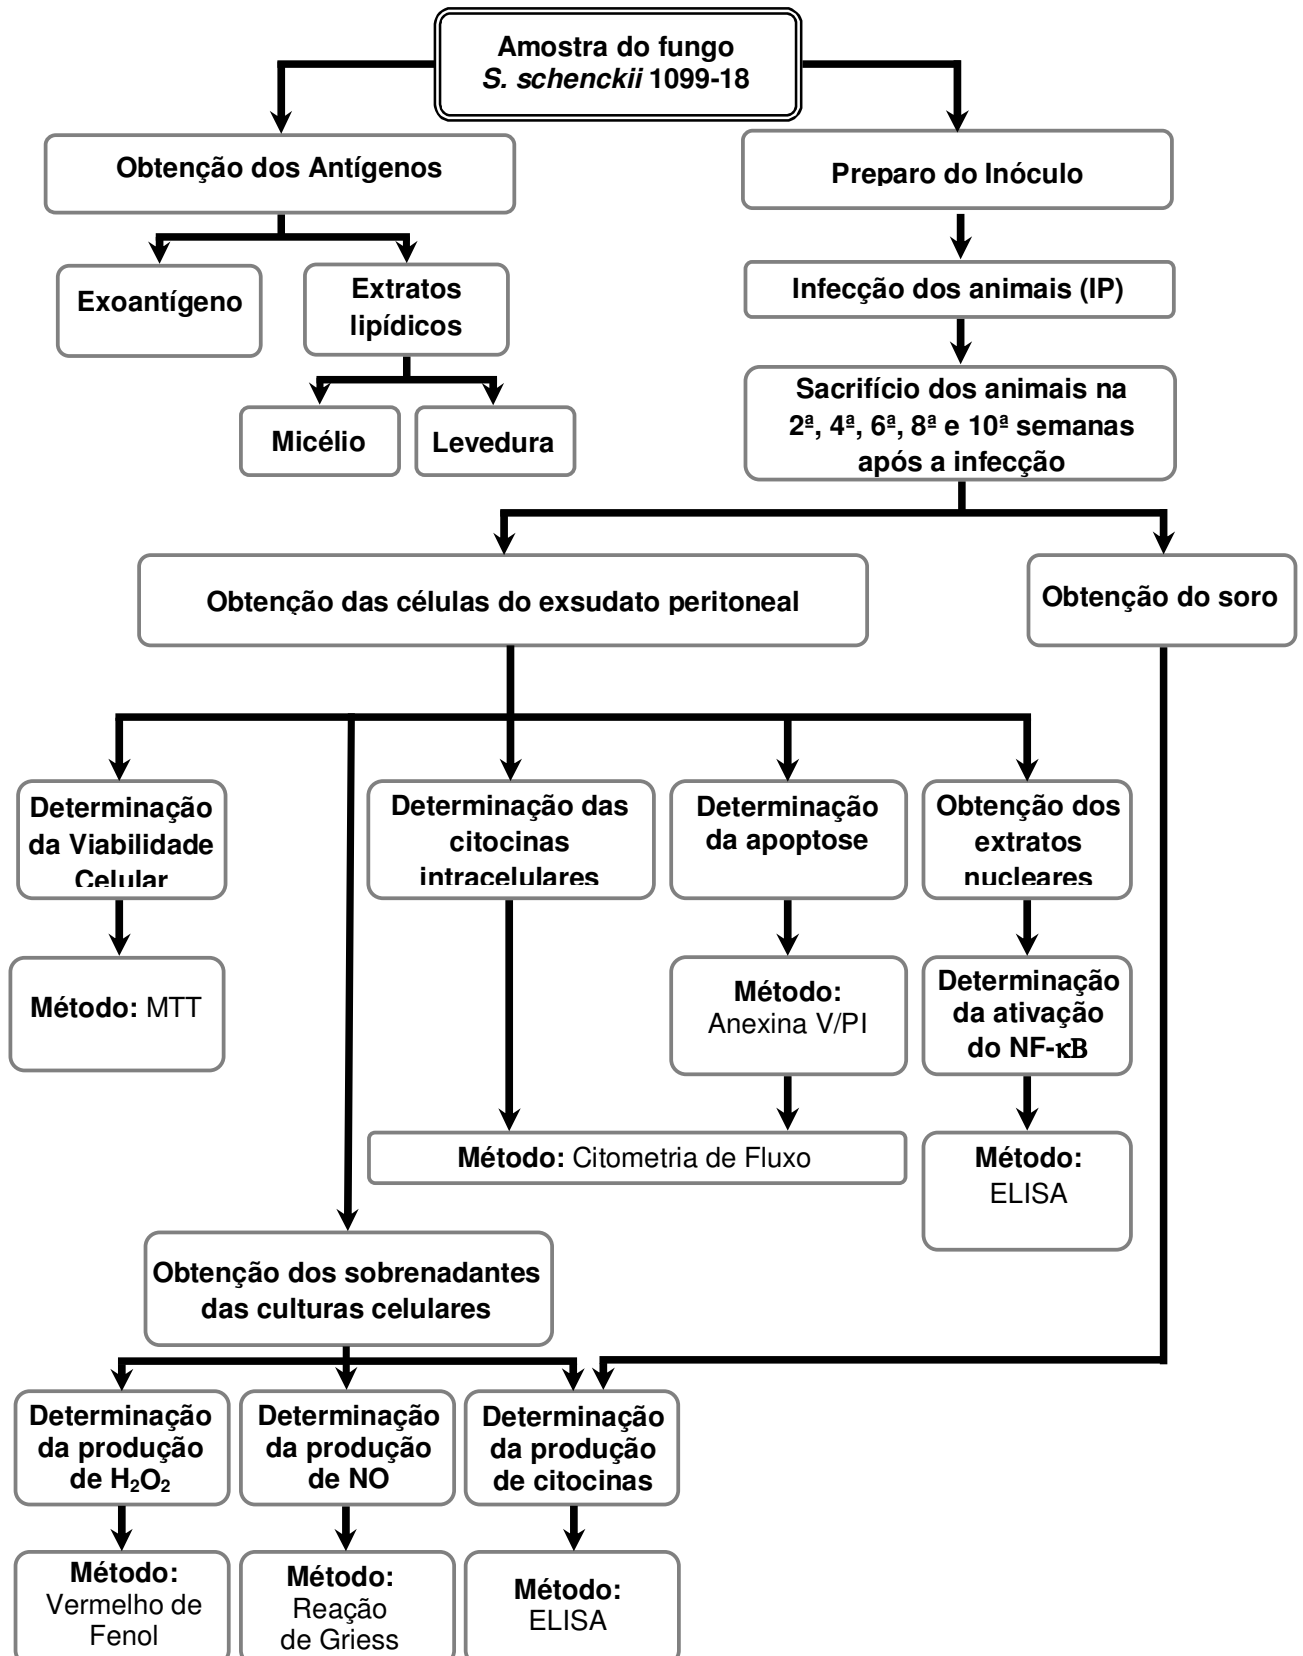 Amostra do fungo
S. schenckii 1099-18
Obtenção dos Antígenos
Preparo do Inóculo
Exoantígeno
Extratos
lipídicos
Infecção dos animais (IP)
Micélio
Levedura
Sacrifício dos animais na
2ª, 4ª, 6ª, 8ª e 10ª semanas
após a infecção
Obtenção das células do exsudato peritoneal
Obtenção do soro
Determinação
da Viabilidade
Celular
Determinação das
citocinas
intracelulares
Determinação
da apoptose
Obtenção dos
extratos
nucleares
Método: MTT
Método:
Anexina V/PI
Determinação
da ativação
do NF-κB
Método: Citometria de Fluxo
Método:
ELISA
Obtenção dos sobrenadantes
das culturas celulares
Determinação
da produção
de H₂O₂
Determinação
da produção
de NO
Determinação
da produção
de citocinas
Método:
Vermelho de
Fenol
Método:
Reação
de Griess
Método:
ELISA